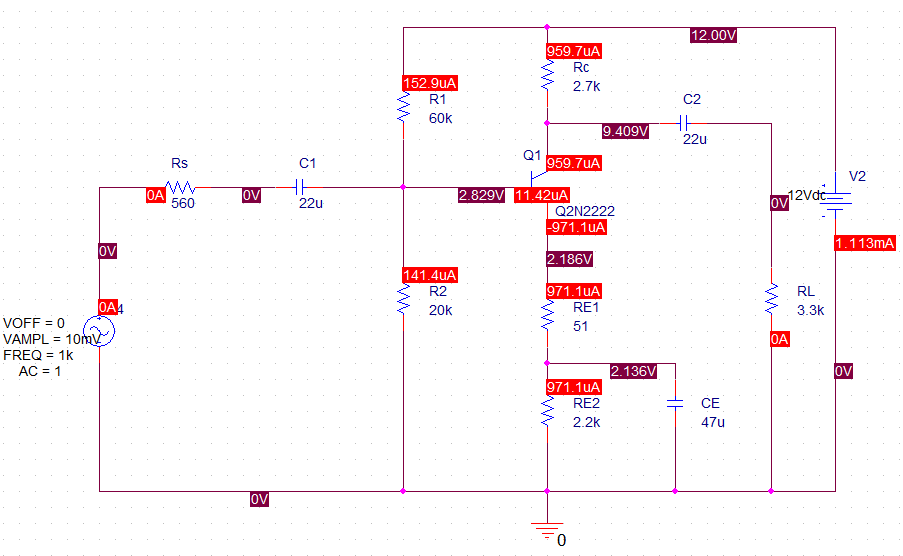 12.00V
959.7uA
Rc
2.7k
152.9uA
R1
60k
C2
22u
9.409V
Q1
959.7uA
Rs
C1
V2
12Vdc
0A
560
0V
22u
2.829V
11.42uA
0V
Q2N2222
-971.1uA
1.113mA
0V
2.186V
141.4uA
R2
20k
971.1uA
RE1
51
RL
3.3k
0A
4
VOFF = 0
VAMPL = 10mV
FREQ = 1k
AC = 1
0A
2.136V
0V
971.1uA
RE2
2.2k
CE
47u
0V
0